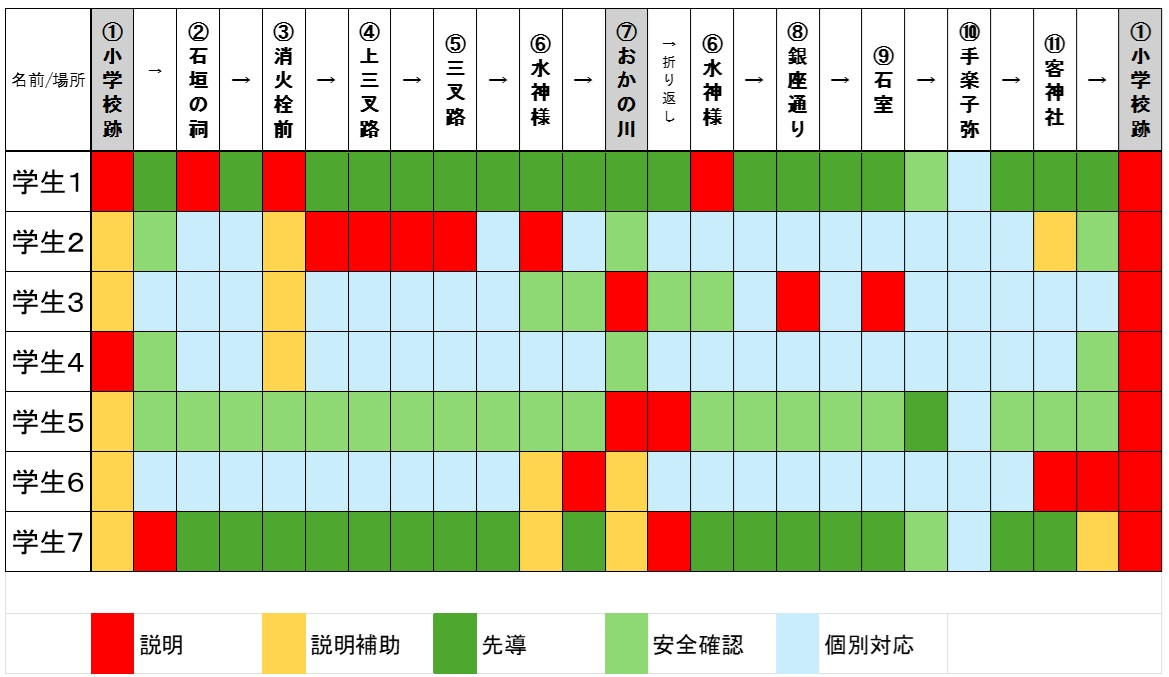 名前/場所
①小学校跡
→
②石垣の祠
→
③消火栓前
→
④上三叉路
→
⑤三叉路
→
⑥水神様
→
⑦おかの川
→折り返し
⑥水神様
→
⑧銀座通り
→
⑨石室
→
⑩手楽子弥
→
⑪客神社
→
①小学校跡
学生1
学生2
学生3
学生4
学生5
学生6
学生7
説明
説明補助
先導
安全確認
個別対応